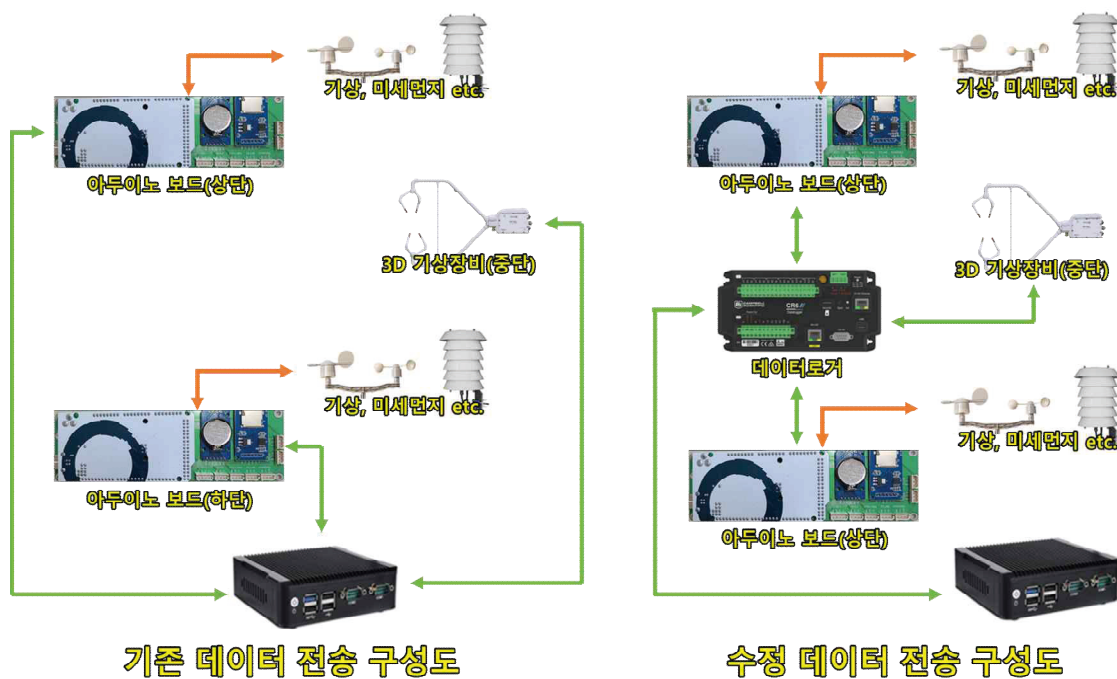 기상, 미세먼지 etc.
아두이노 보드(상단)
3D 기상장비(중단)
기상, 미세먼지 etc.
아두이노 보드(하단)
기존 데이터 전송 구성도
기상, 미세먼지 etc.
아두이노 보드(상단)
3D 기상장비(중단)
CAMPBELL
CR6
데이터로거
기상, 미세먼지 etc.
아두이노 보드(상단)
수정 데이터 전송 구성도